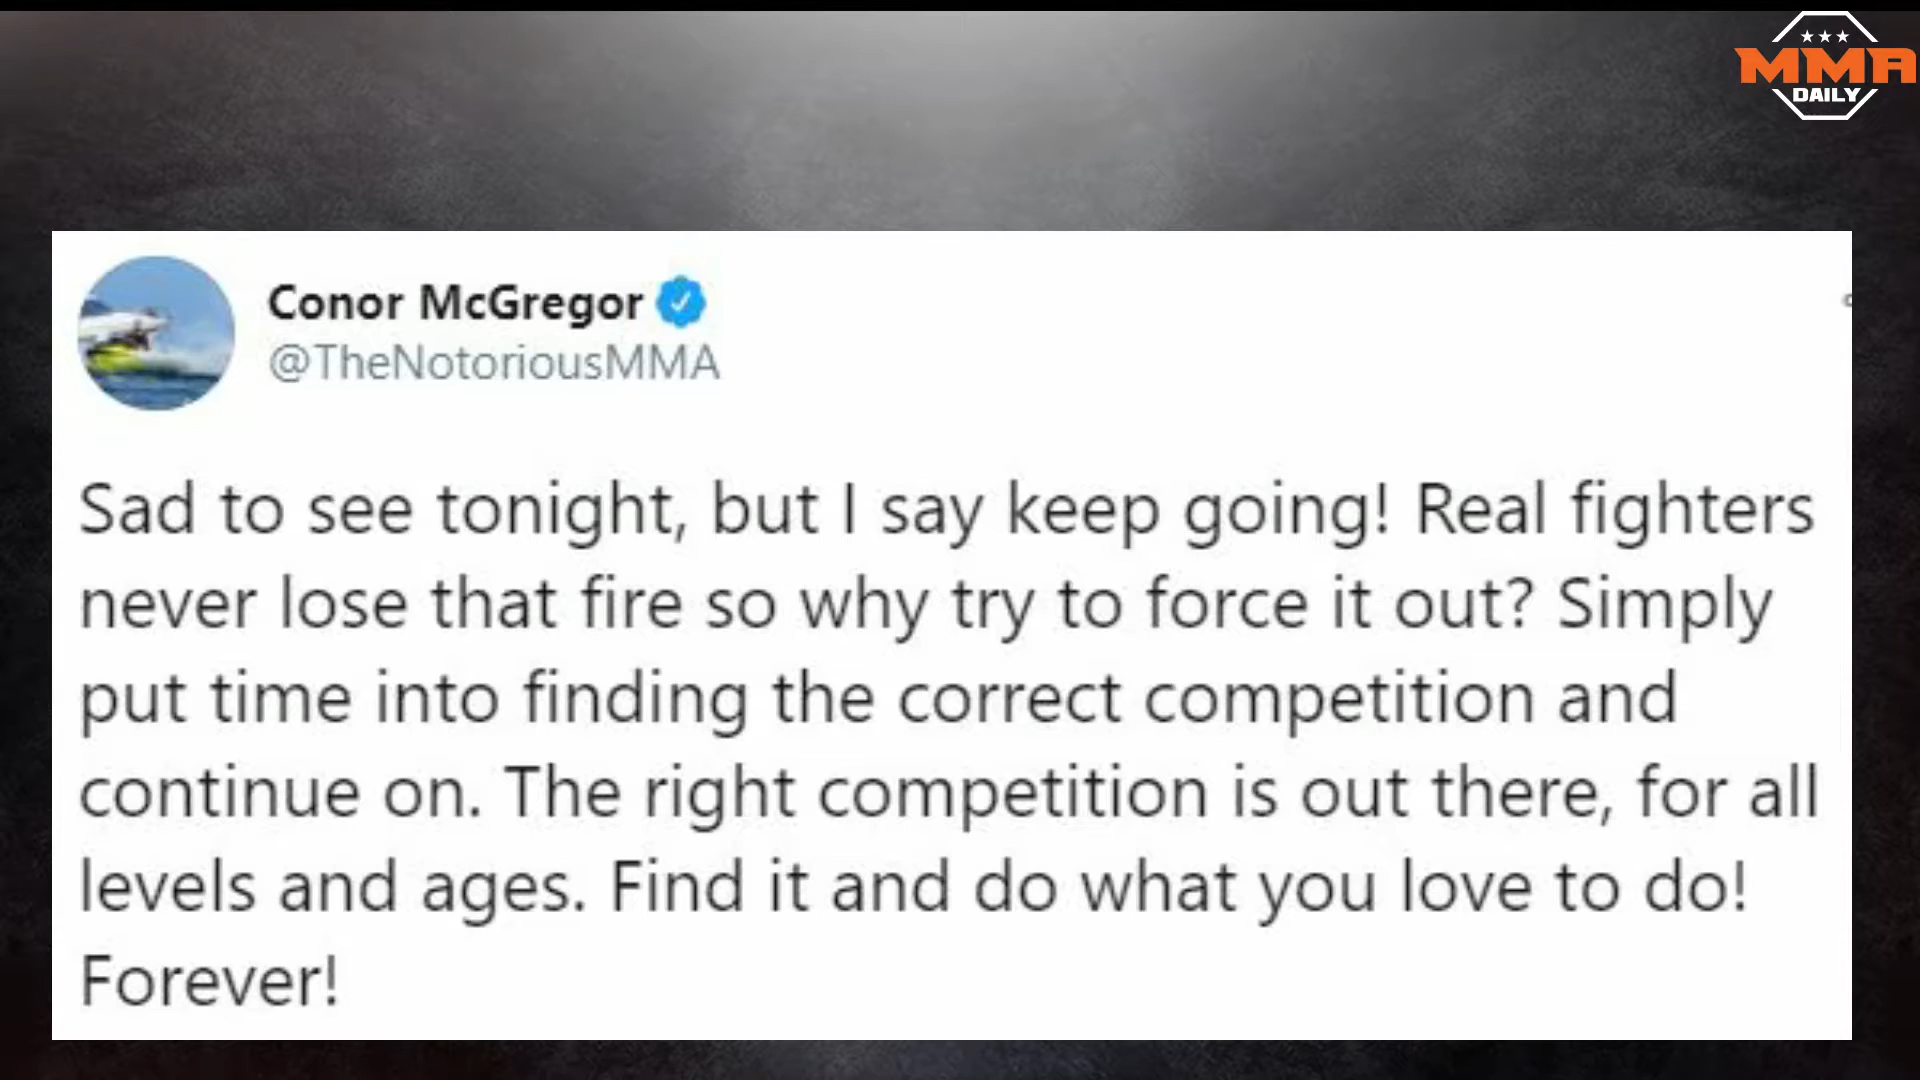 MMA
DAILY
Conor McGregor
@TheNotoriousMMA
Sad to see tonight, but I say keep going! Real fighters
never lose that fire so why try to force it out? Simply
put time into finding the correct competition and
continue on. The right competition is out there, for all
levels and ages. Find it and do what you love to do!
Forever!